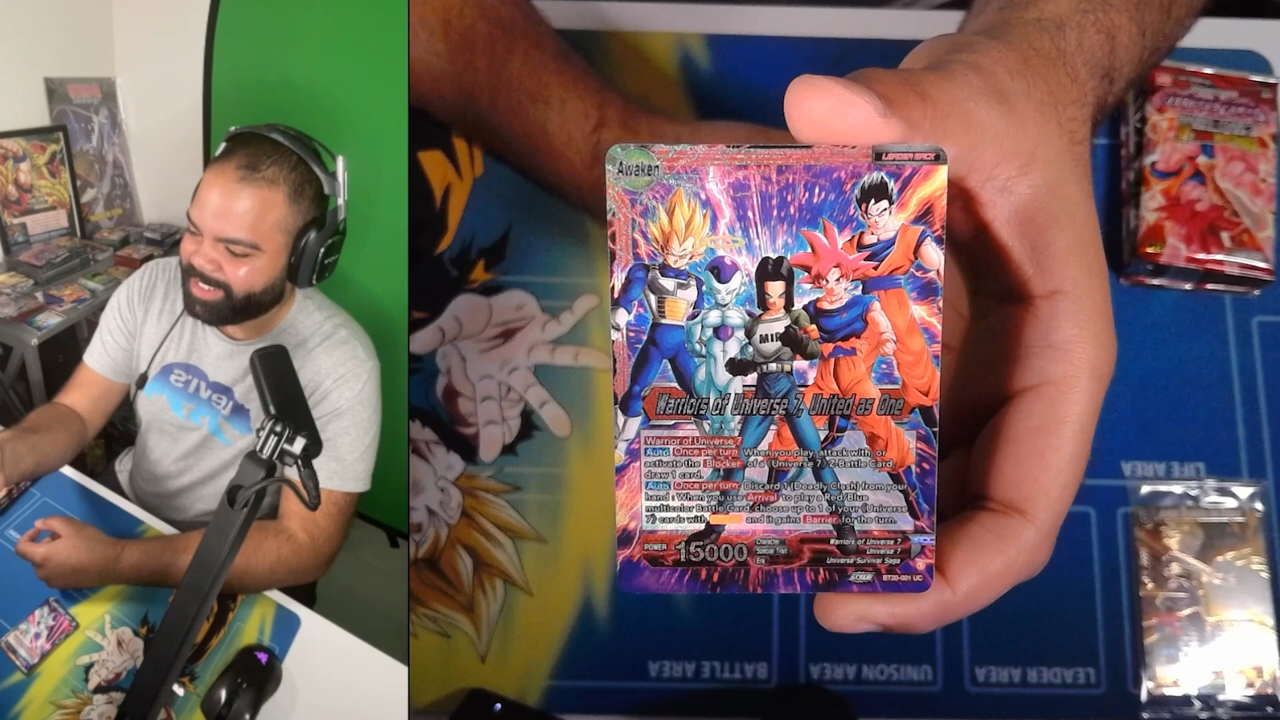 LEADER BACK
Awaken
MIR
Warriors of Universe 7, United as One
Warrior of Universe 7
Auto Once per turn When you play, attack with or
activate the Blocker of a 《Universe 7》 Z-Battle Card,
draw 1 card.
Auto Once per turn Discard 1 {Deadly Clash} from your
hand : When you use Arrival to play a Red/Blue
multicolor Battle Card, choose up to 1 of your 《Universe
7》 cards with and it gains Barrier for the turn.
POWER 15000
Character Warriors of Universe 7
Special Trait Universe 7
Era Universe Survival Saga
BT20-001 UC
LIFE AREA
BATTLE AREA
UNISON AREA
LEADER AREA
Levi's